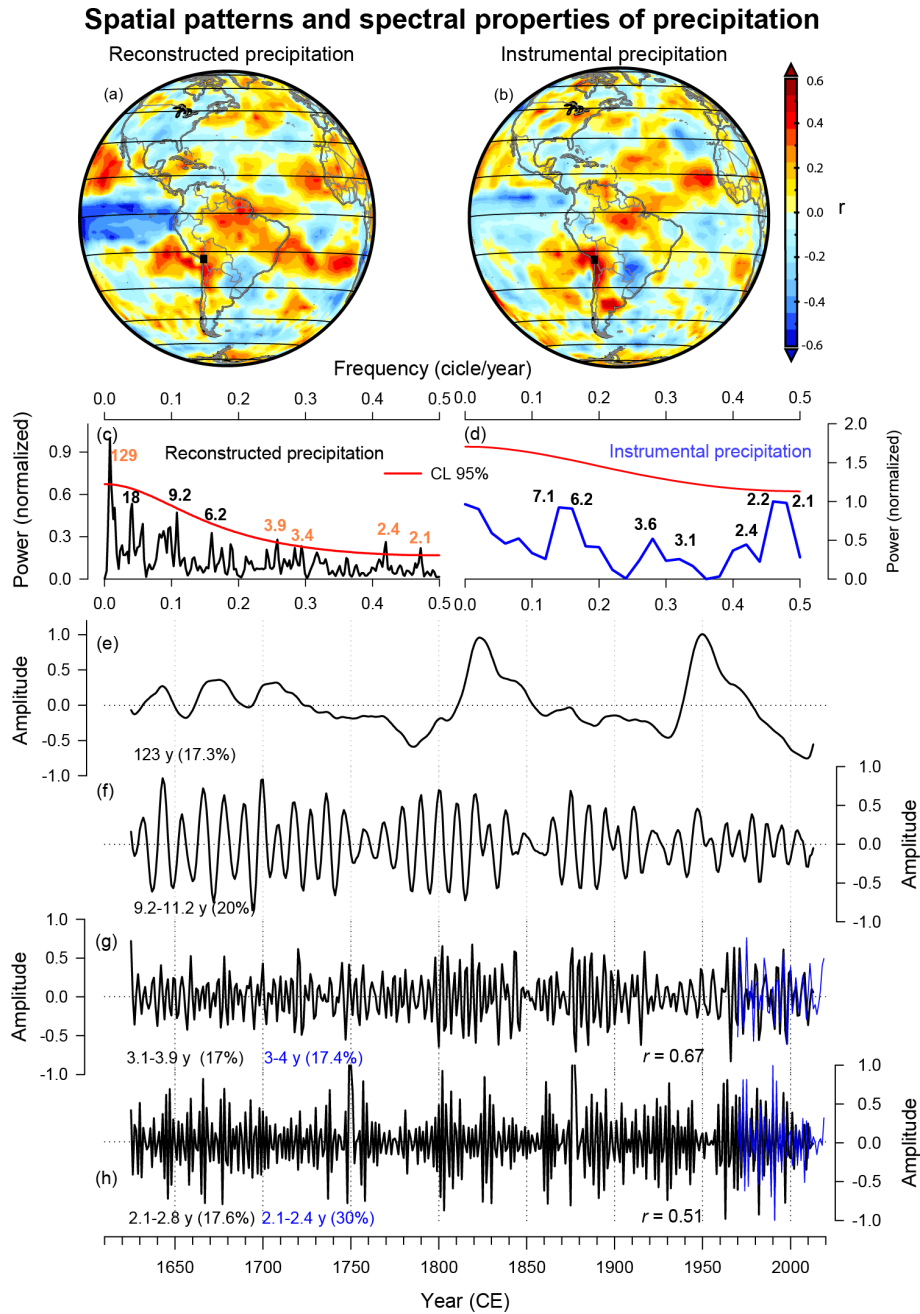 Spatial patterns and spectral properties of precipitation
Reconstructed precipitation
Instrumental precipitation
(a)
(b)
0.6
0.4
0.2
0.0
-0.2
-0.4
-0.6
r
Frequency (cicle/year)
0.0 0.1 0.2 0.3 0.4 0.5
0.0 0.1 0.2 0.3 0.4 0.5
Power (normalized)
0.9
0.6
0.3
0.0
(c)
Reconstructed precipitation
129
18
9.2
6.2
3.9
3.4
2.4
2.1
CL 95%
(d)
Instrumental precipitation
7.1
6.2
3.6
3.1
2.4
2.2
2.1
2.0
1.5
1.0
0.5
0.0
Power (normalized)
0.0 0.1 0.2 0.3 0.4 0.5
0.0 0.1 0.2 0.3 0.4 0.5
(e)
Amplitude
1.0
0.5
0.0
-0.5
-1.0
123 y (17.3%)
(f)
1.0
0.5
0.0
-0.5
-1.0
Amplitude
9.2-11.2 y (20%)
(g)
Amplitude
1.0
0.5
0.0
-0.5
-1.0
3.1-3.9 y (17%)
3-4 y (17.4%)
r = 0.67
(h)
1.0
0.5
0.0
-0.5
-1.0
Amplitude
2.1-2.8 y (17.6%)
2.1-2.4 y (30%)
r = 0.51
1650 1700 1750 1800 1850 1900 1950 2000
Year (CE)